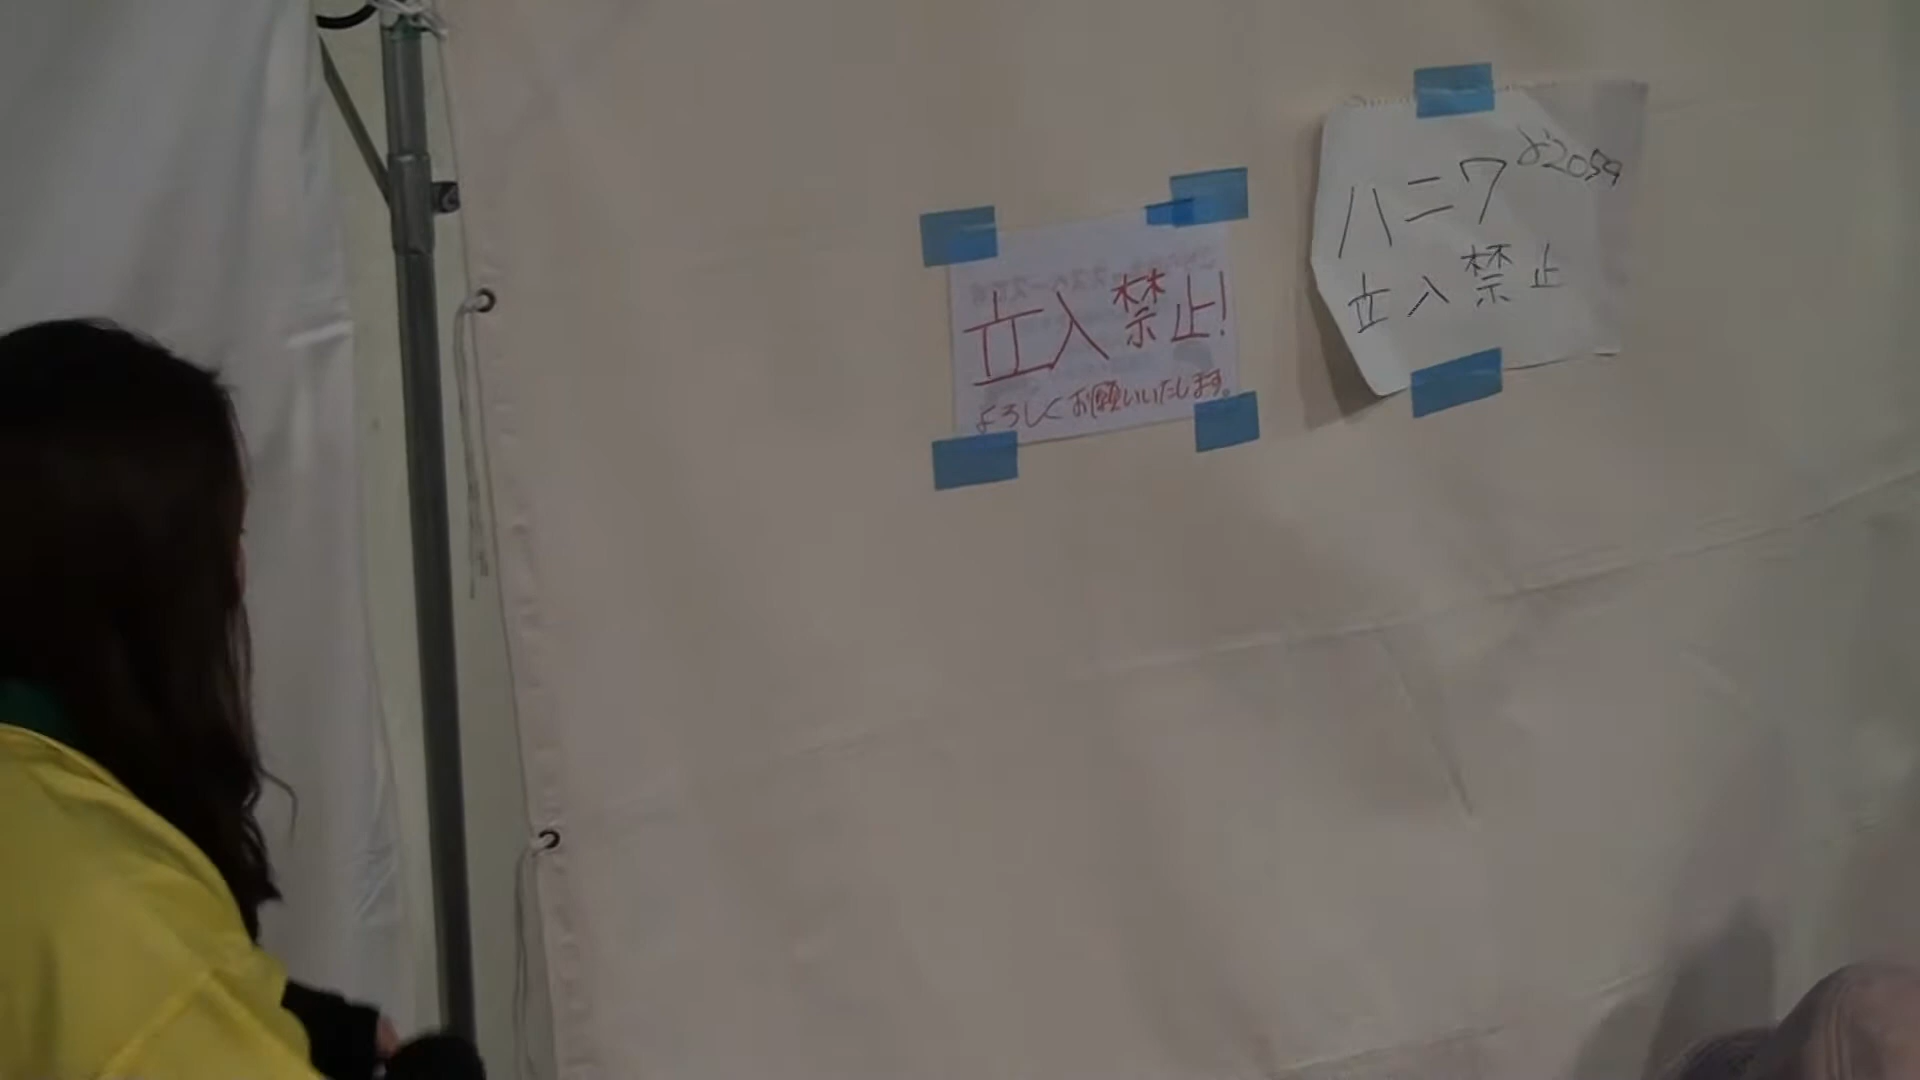 立入禁止!
よろしくお願いいたします。
ハニワ
立入禁止